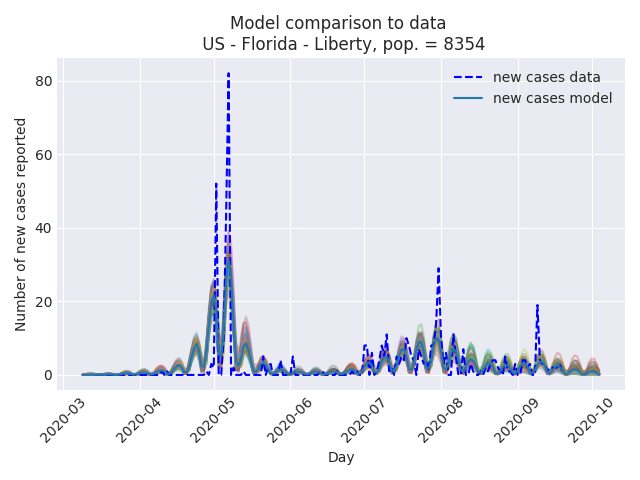 Model comparison to data
US - Florida - Liberty, pop. = 8354
new cases data
new cases model
Number of new cases reported
80
60
40
20
0
2020-03
2020-04
2020-05
2020-06
2020-07
2020-08
2020-09
2020-10
Day